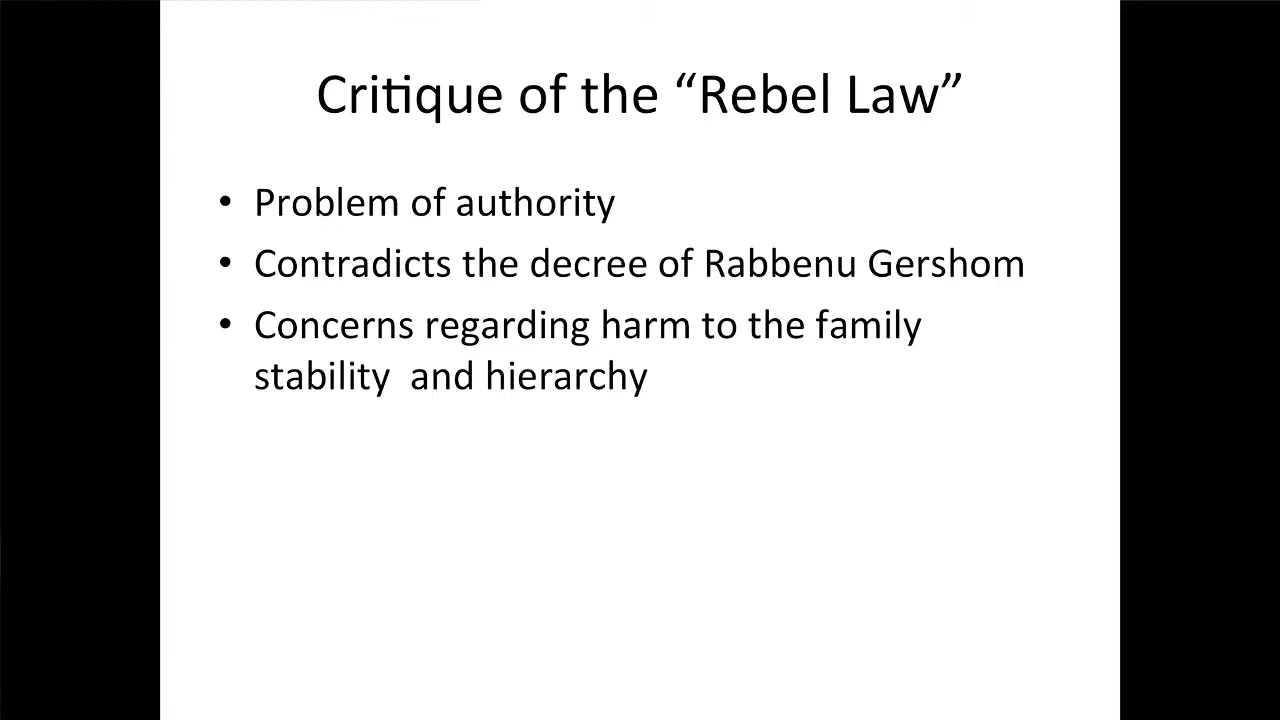 Critique of the “Rebel Law”
• Problem of authority
• Contradicts the decree of Rabbenu Gershom
• Concerns regarding harm to the family
stability  and hierarchy